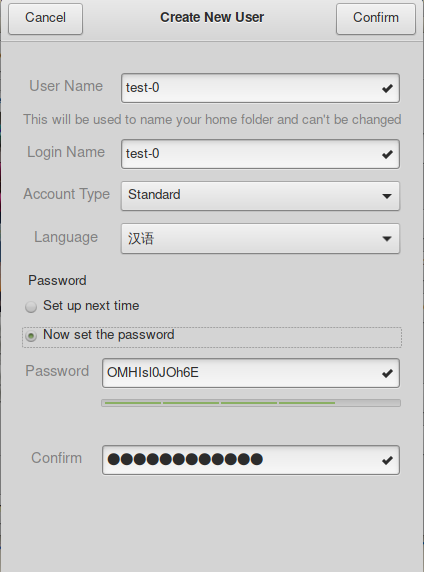 Cancel Create New User Confirm
User Name test-0
This will be used to name your home folder and can't be changed
Login Name test-0
Account Type Standard
Language 汉语
Password
Set up next time
Now set the password
Password OMHIsl0JOh6E
Confirm ●●●●●●●●●●●●